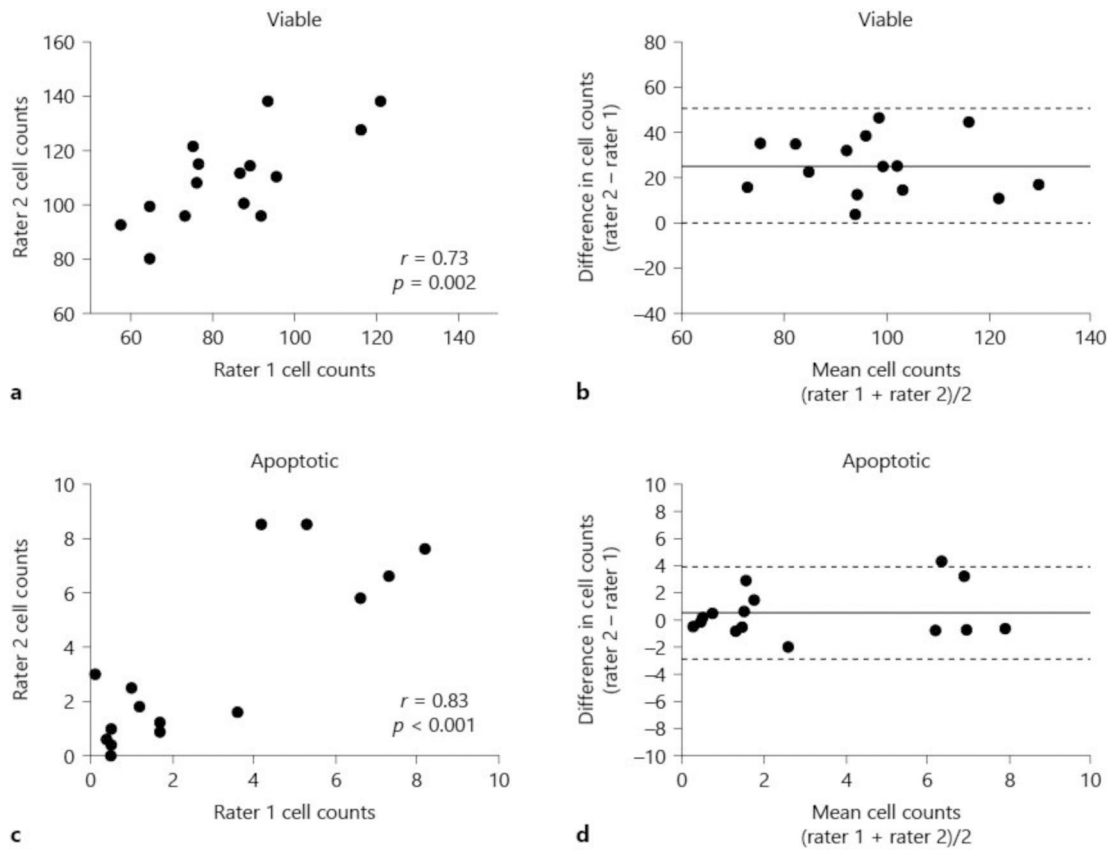 Viable
160
140
120
100
80
60
Rater 2 cell counts
r = 0.73
p = 0.002
60 80 100 120 140
Rater 1 cell counts
a
Viable
80
60
40
20
0
–20
–40
Difference in cell counts
(rater 2 – rater 1)
60 80 100 120 140
Mean cell counts
(rater 1 + rater 2)/2
b
Apoptotic
10
8
6
4
2
0
Rater 2 cell counts
r = 0.83
p < 0.001
0 2 4 6 8 10
Rater 1 cell counts
c
Apoptotic
10
8
6
4
2
0
–2
–4
–6
–8
–10
Difference in cell counts
(rater 2 – rater 1)
0 2 4 6 8 10
Mean cell counts
(rater 1 + rater 2)/2
d